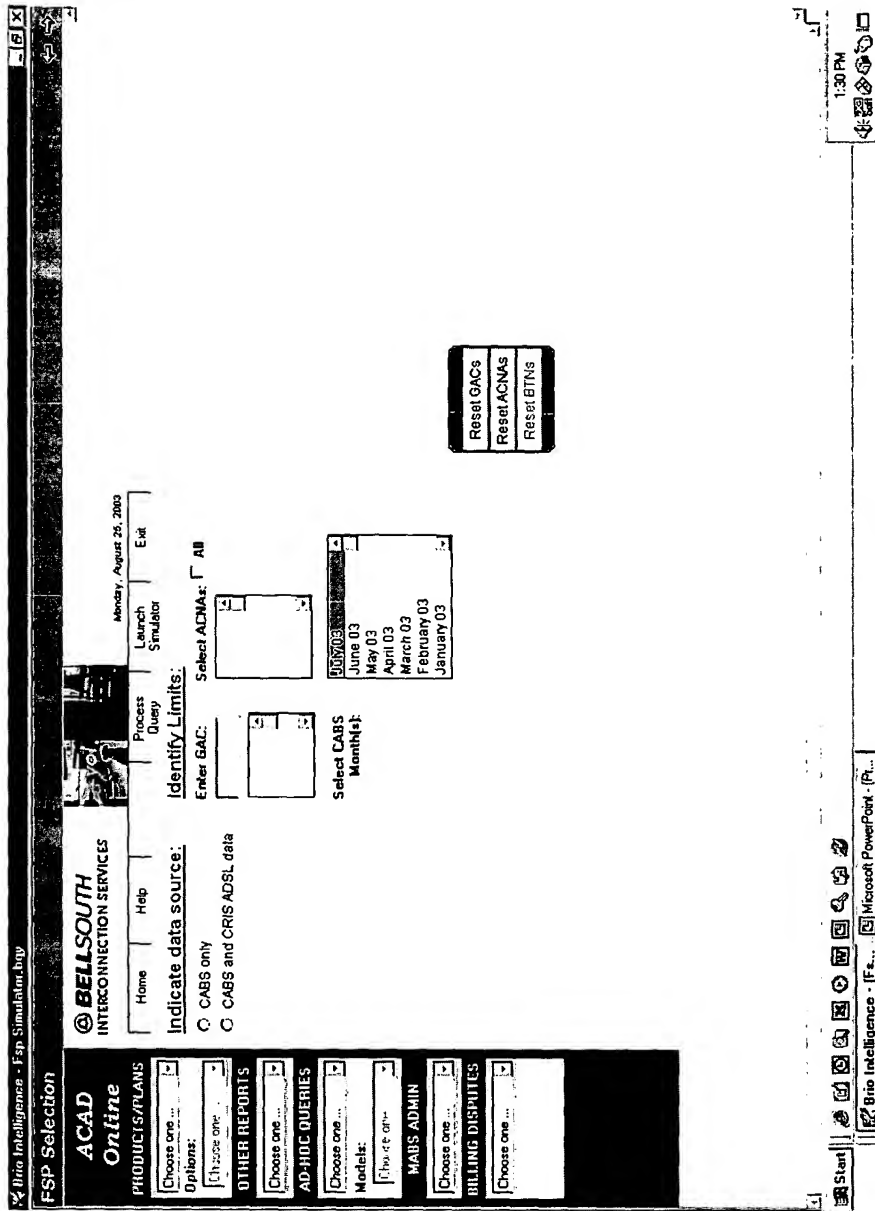 Brio Intelligence - Fsp Simulator.bqy
FSP Selection
ACAD
Online
PRODUCTS/PLANS
Choose one ...
Options:
Choose one ...
OTHER REPORTS
Choose one ...
AD-HOC QUERIES
Choose one ...
Models:
Choose one
MABS ADMIN
Choose one ...
BILLING DISPUTES
Choose one ...
BELLSOUTH
INTERCONNECTION SERVICES
Monday, August 25, 2003
Home
Help
Process
Query
Launch
Simulator
Exit
Indicate data source:
CABS only
CABS and CRIS ADSL data
Identify Limits:
Enter GAC:
Select ACNAs:
All
Select CABS
Month(s):
July 03
June 03
May 03
April 03
March 03
February 03
January 03
Reset GACs
Reset ACNAs
Reset BTNs
Start
Brio Intelligence - [Fs...
Microsoft PowerPoint - [Pr...
1:30 PM